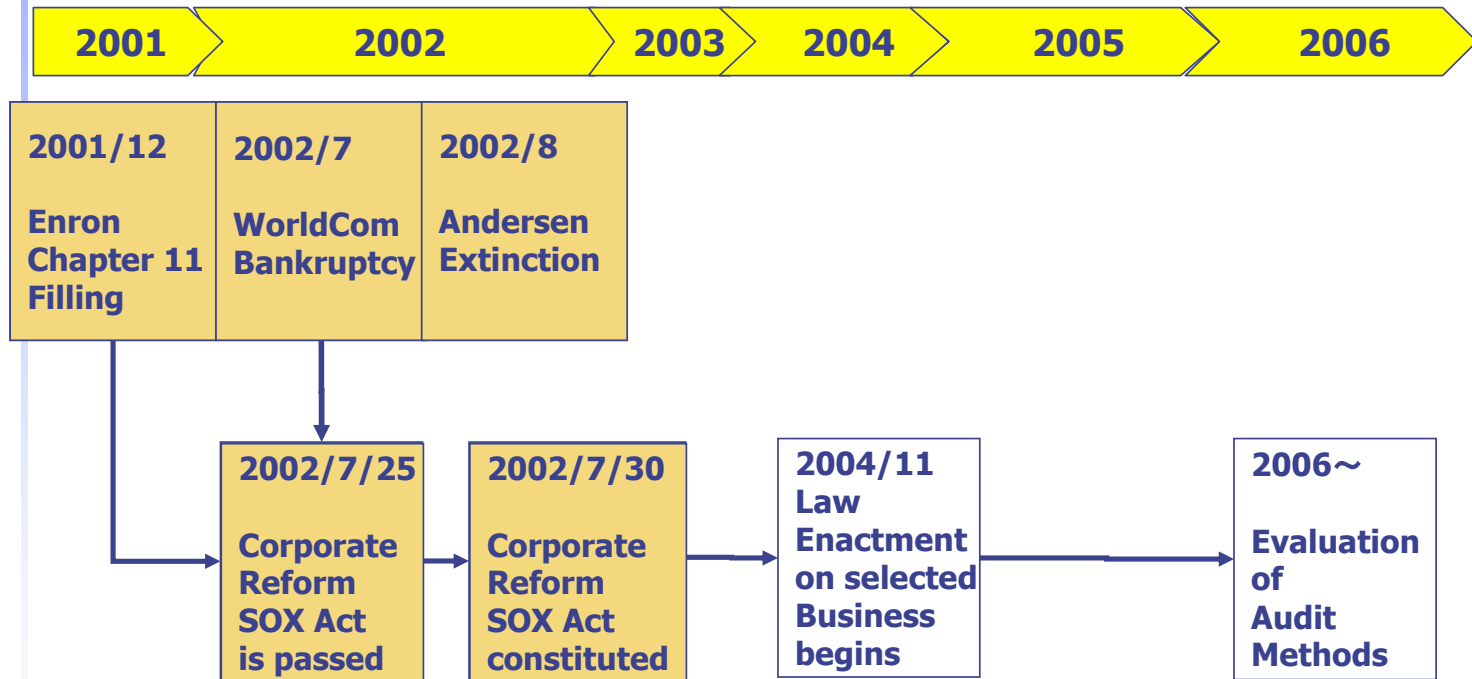 2001
2002
2003
2004
2005
2006
2001/12
Enron
Chapter 11
Filling
2002/7
WorldCom
Bankruptcy
2002/8
Andersen
Extinction
2002/7/25
Corporate
Reform
SOX Act
is passed
2002/7/30
Corporate
Reform
SOX Act
constituted
2004/11
Law
Enactment
on selected
Business
begins
2006～
Evaluation
of
Audit
Methods